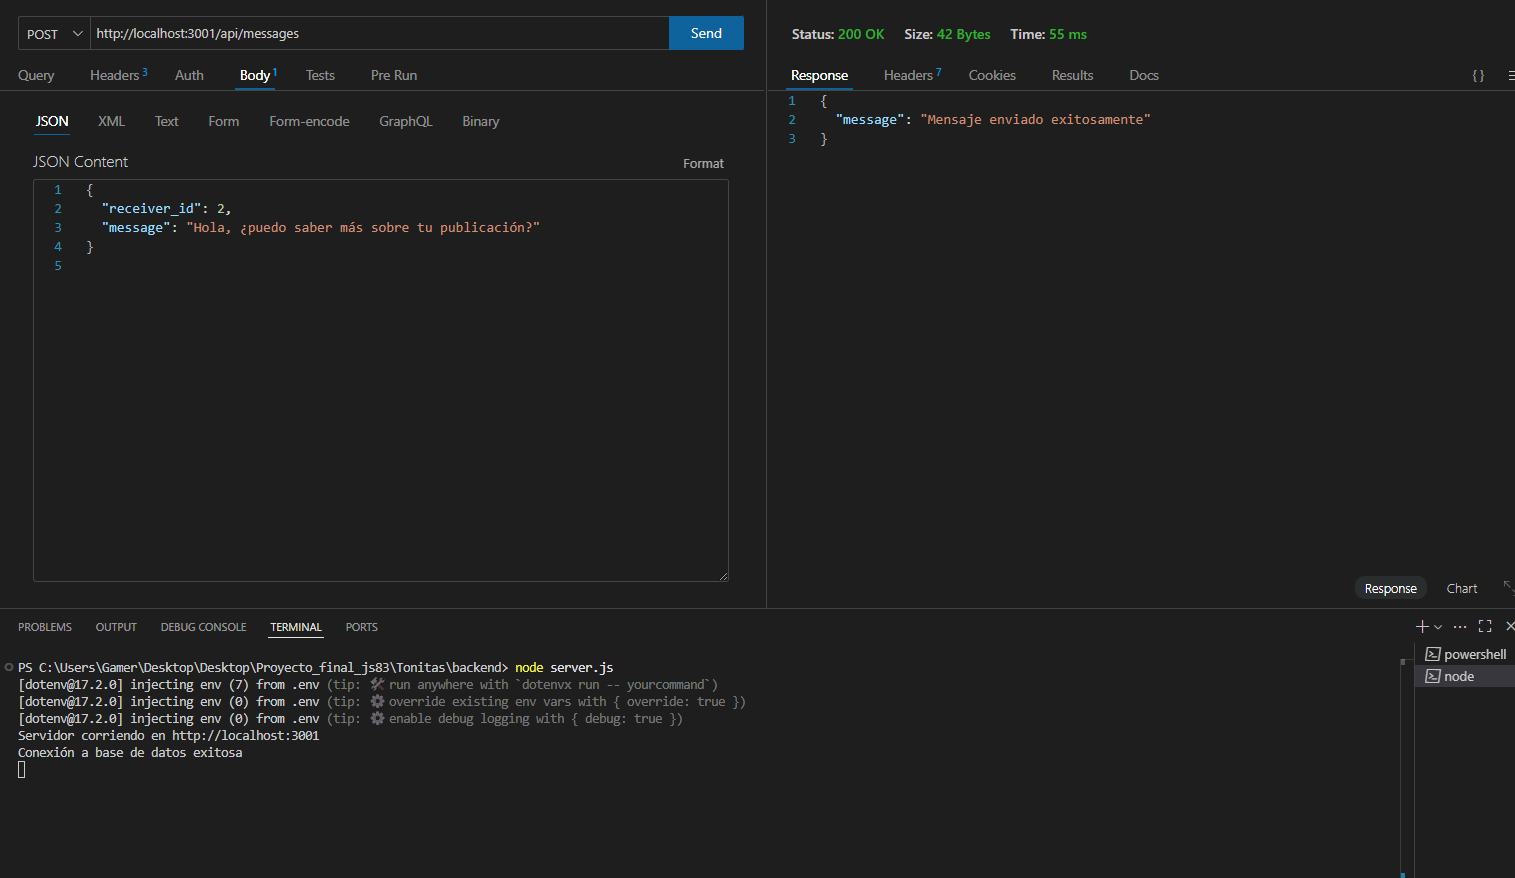 POST http://localhost:3001/api/messages Send
Query Headers 3 Auth Body 1 Tests Pre Run
JSON XML Text Form Form-encode GraphQL Binary
JSON Content Format
1 {
2 "receiver_id": 2,
3 "message": "Hola, ¿puedo saber más sobre tu publicación?"
4 }
5
Status: 200 OK Size: 42 Bytes Time: 55 ms
Response Headers 7 Cookies Results Docs {}
1 {
2 "message": "Mensaje enviado exitosamente"
3 }
Response Chart
PROBLEMS OUTPUT DEBUG CONSOLE TERMINAL PORTS
PS C:\Users\Gamer\Desktop\Desktop\Proyecto_final_js83\Tonitas\backend> node server.js
[dotenv@17.2.0] injecting env (7) from .env (tip: 🛠️ run anywhere with `dotenvx run -- yourcommand`)
[dotenv@17.2.0] injecting env (0) from .env (tip: ⚙️ override existing env vars with { override: true })
[dotenv@17.2.0] injecting env (0) from .env (tip: ⚙️ enable debug logging with { debug: true })
Servidor corriendo en http://localhost:3001
Conexión a base de datos exitosa
powershell
node